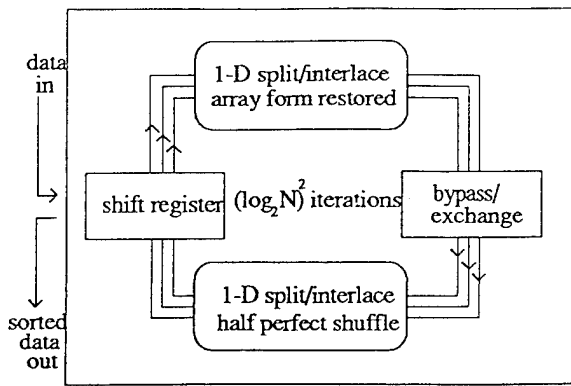 data
in
1-D split/interlace
array form restored
shift register
(log₂N)² iterations
bypass/
exchange
1-D split/interlace
half perfect shuffle
sorted
data
out